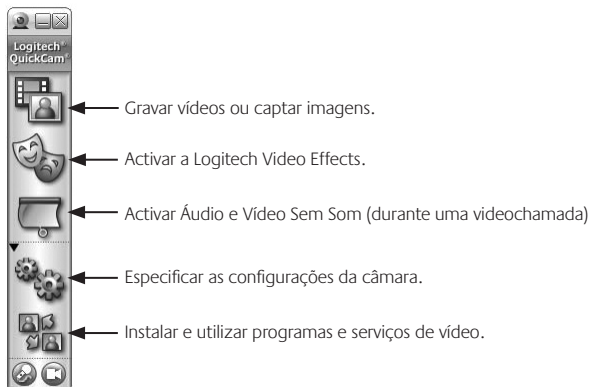 Logitech®
QuickCam®
Gravar vídeos ou captar imagens.
Activar a Logitech Video Effects.
Activar Áudio e Vídeo Sem Som (durante uma videochamada)
Especificar as configurações da câmara.
Instalar e utilizar programas e serviços de vídeo.